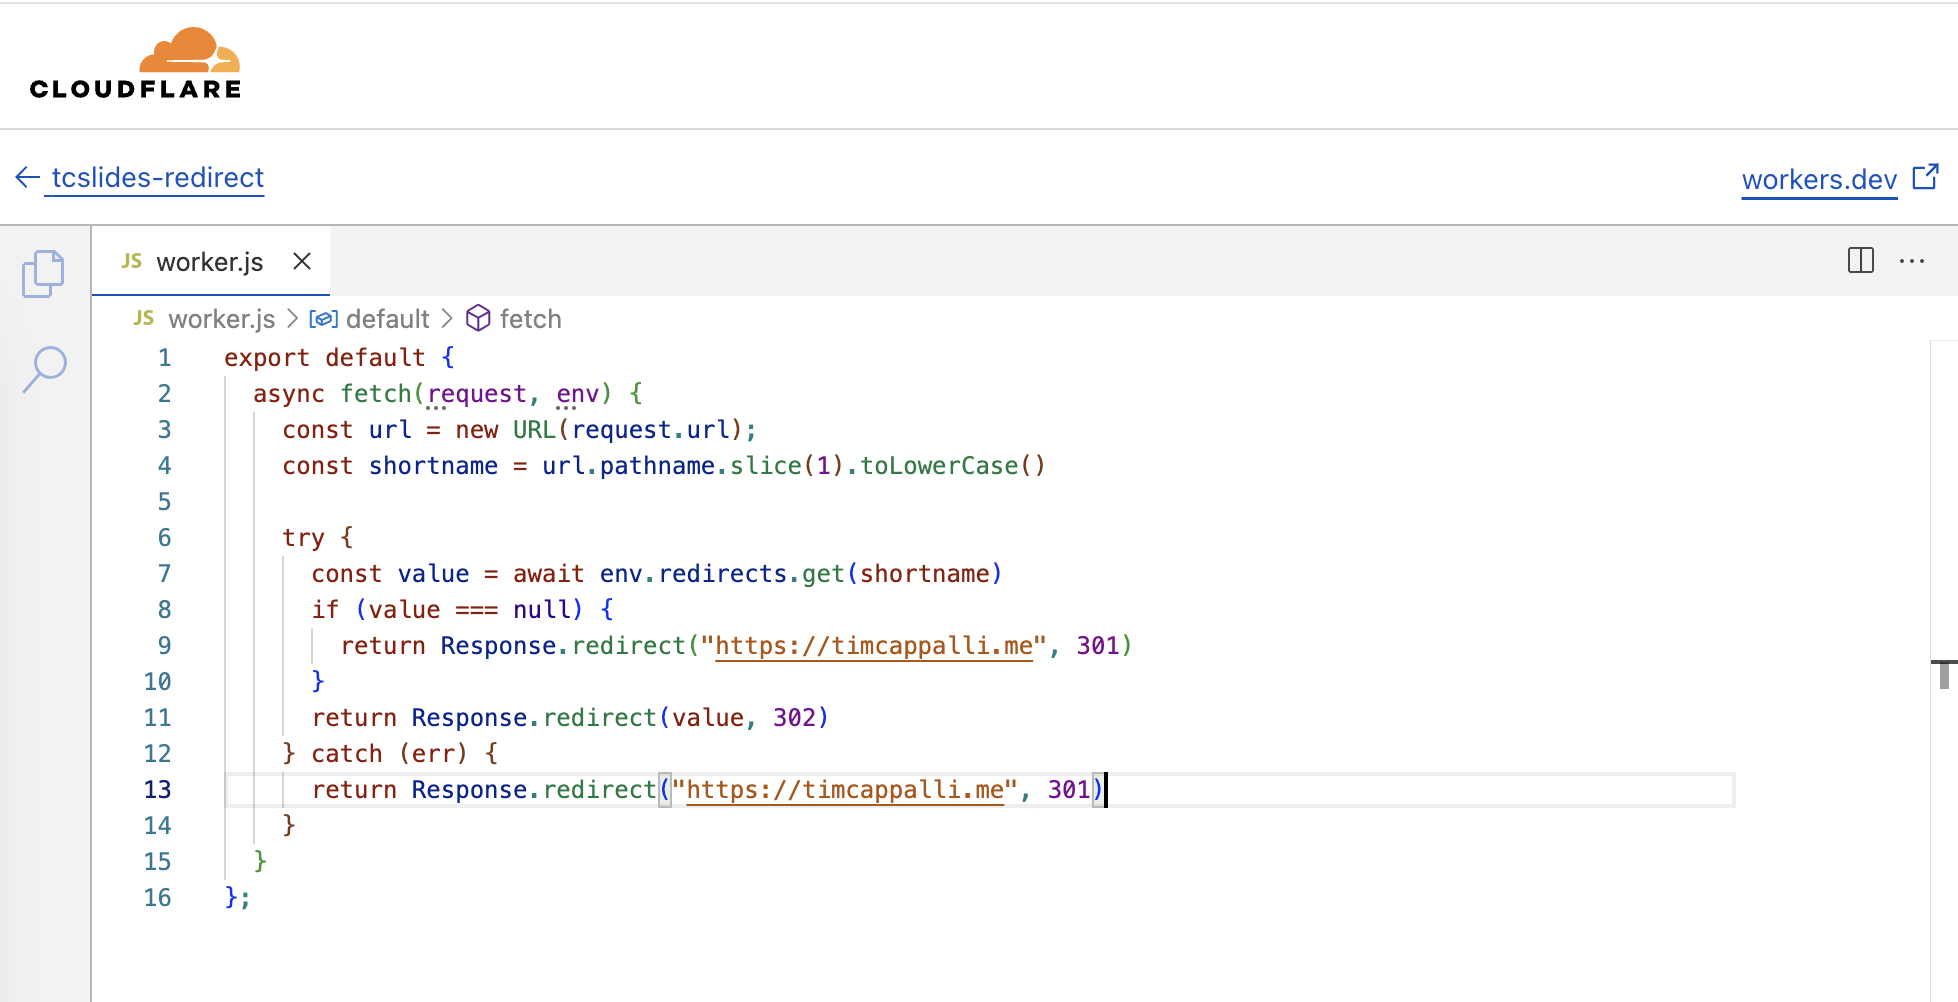 CLOUDFLARE
← tcslides-redirect
workers.dev
JS worker.js
JS worker.js > default > fetch
1 export default {
2 async fetch(request, env) {
3 const url = new URL(request.url);
4 const shortname = url.pathname.slice(1).toLowerCase()
5
6 try {
7 const value = await env.redirects.get(shortname)
8 if (value === null) {
9 return Response.redirect("https://timcappalli.me", 301)
10 }
11 return Response.redirect(value, 302)
12 } catch (err) {
13 return Response.redirect("https://timcappalli.me", 301)
14 }
15 }
16 };